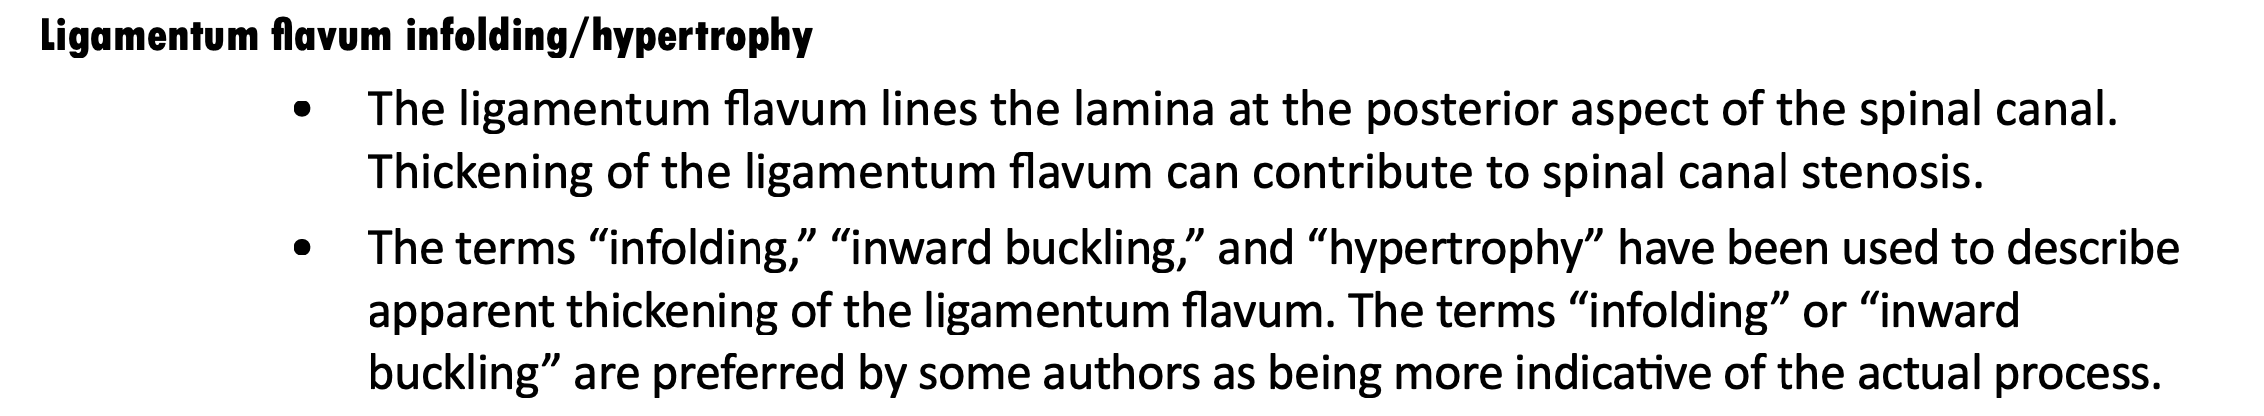 Ligamentum flavum infolding/hypertrophy
• The ligamentum flavum lines the lamina at the posterior aspect of the spinal canal.
Thickening of the ligamentum flavum can contribute to spinal canal stenosis.
• The terms “infolding,” “inward buckling,” and “hypertrophy” have been used to describe
apparent thickening of the ligamentum flavum. The terms “infolding” or “inward
buckling” are preferred by some authors as being more indicative of the actual process.